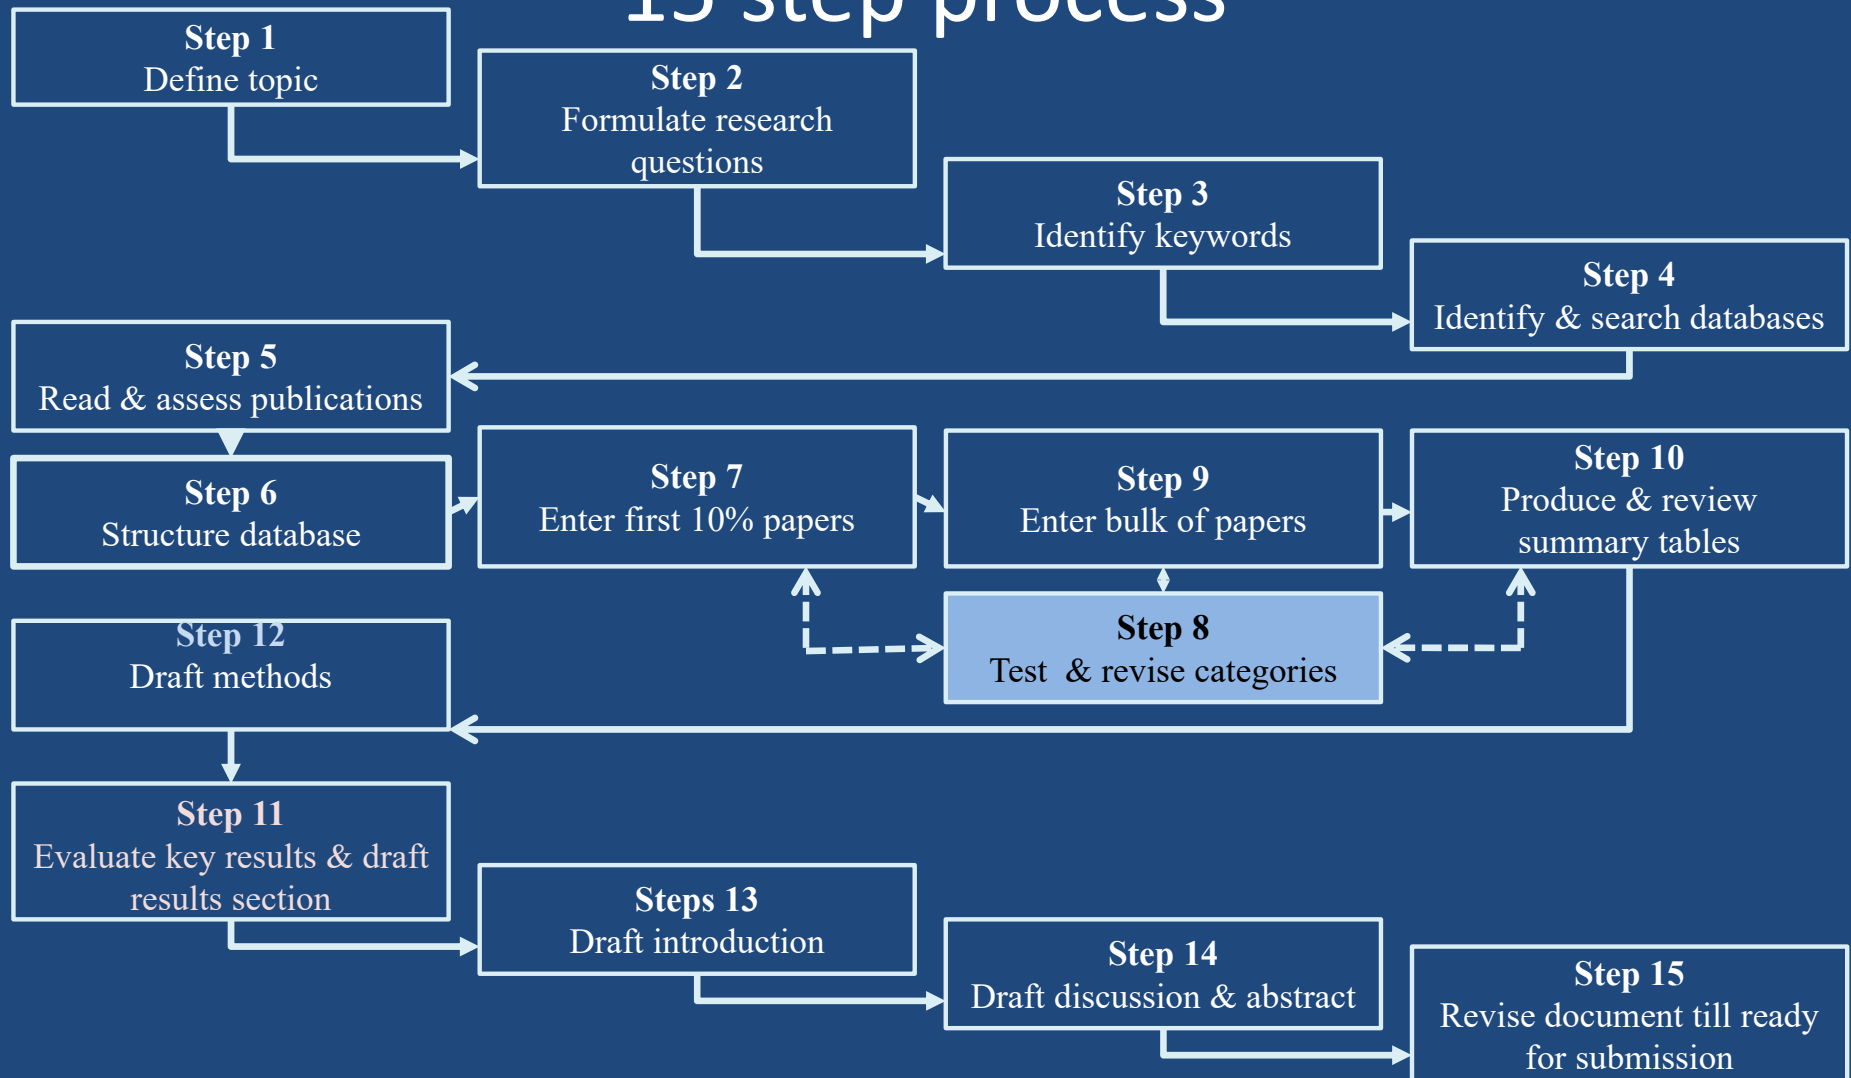 15 step process
Step 1
Define topic
Step 2
Formulate research
questions
Step 3
Identify keywords
Step 4
Identify & search databases
Step 5
Read & assess publications
Step 6
Structure database
Step 7
Enter first 10% papers
Step 9
Enter bulk of papers
Step 10
Produce & review
summary tables
Step 8
Test & revise categories
Step 12
Draft methods
Step 11
Evaluate key results & draft
results section
Steps 13
Draft introduction
Step 14
Draft discussion & abstract
Step 15
Revise document till ready
for submission